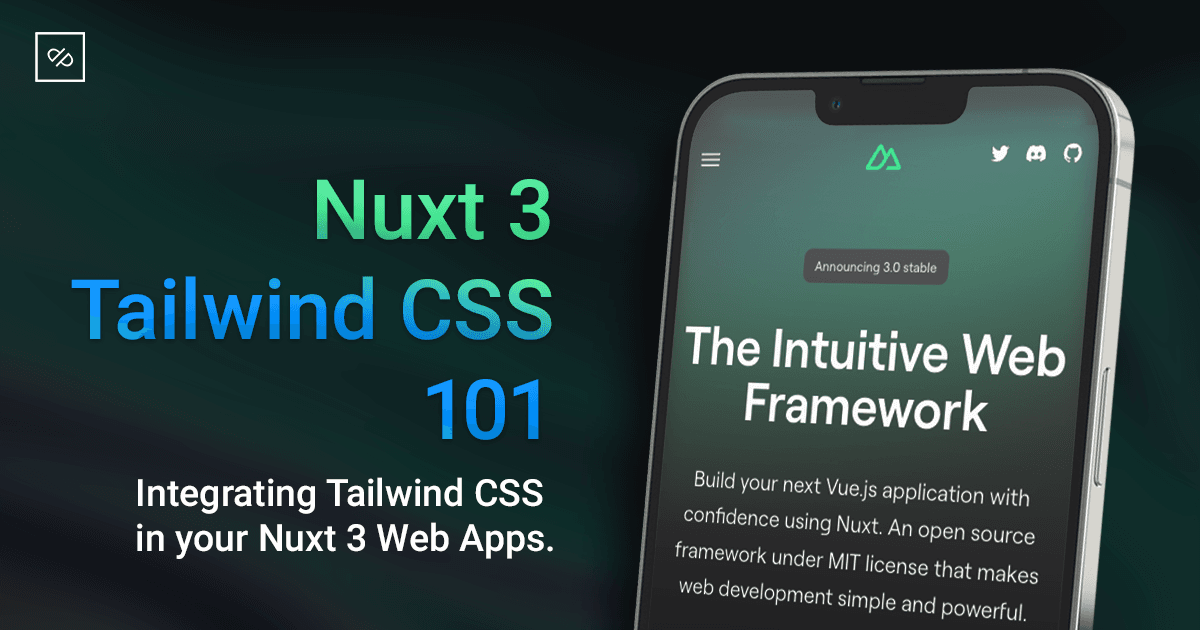 Nuxt 3
Tailwind CSS
101
Integrating Tailwind CSS
in your Nuxt 3 Web Apps.
Announcing 3.0 stable
The Intuitive Web
Framework
Build your next Vue.js application with
confidence using Nuxt. An open source
framework under MIT license that makes
web development simple and powerful.